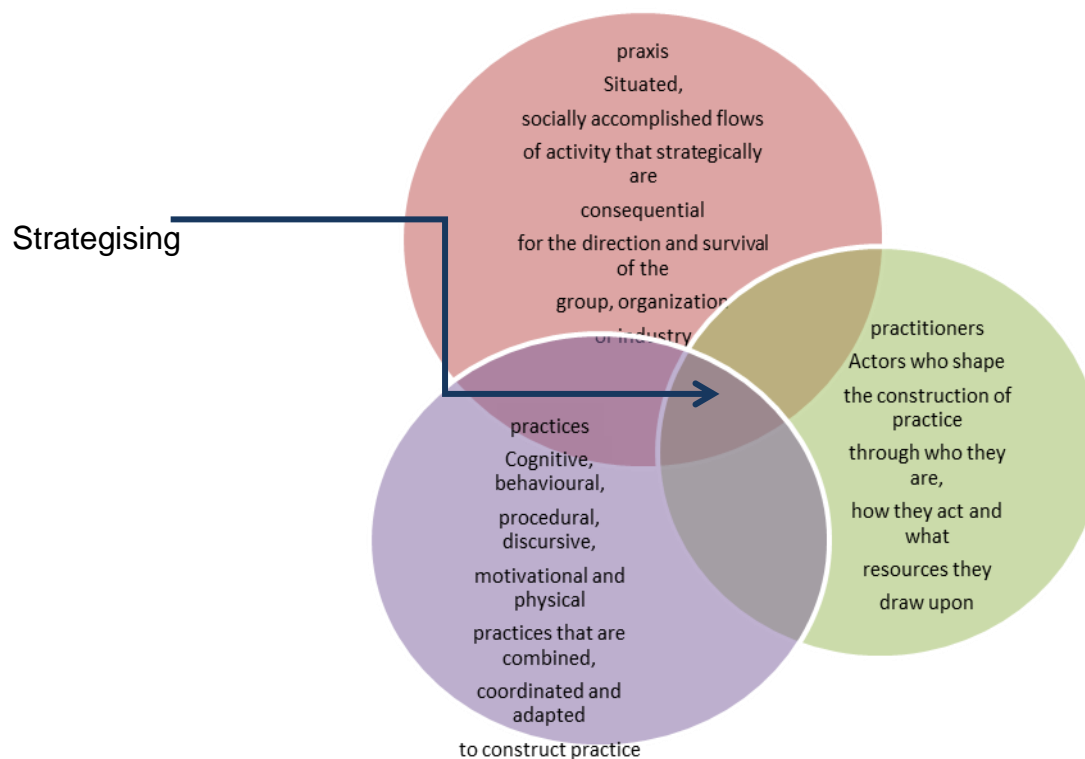 praxis
Situated,
socially accomplished flows
of activity that strategically
are
consequential
for the direction and survival
of the
group, organization
or industry
Strategising
practitioners
Actors who shape
the construction of
practice
through who they
are,
how they act and
what
resources they
draw upon
practices
Cognitive,
behavioural,
procedural,
discursive,
motivational and
physical
practices that are
combined,
coordinated and
adapted
to construct practice